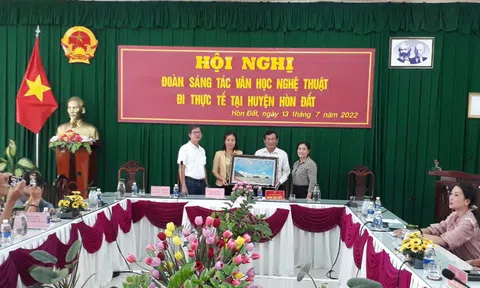 HỘI NGHỊ
ĐOÀN SÁNG TÁC VĂN HỌC NGHỆ THUẬT
ĐI THỰC TẾ TẠI HUYỆN HÒN ĐẤT
Hòn Đất, ngày 13 tháng 7 năm 2022